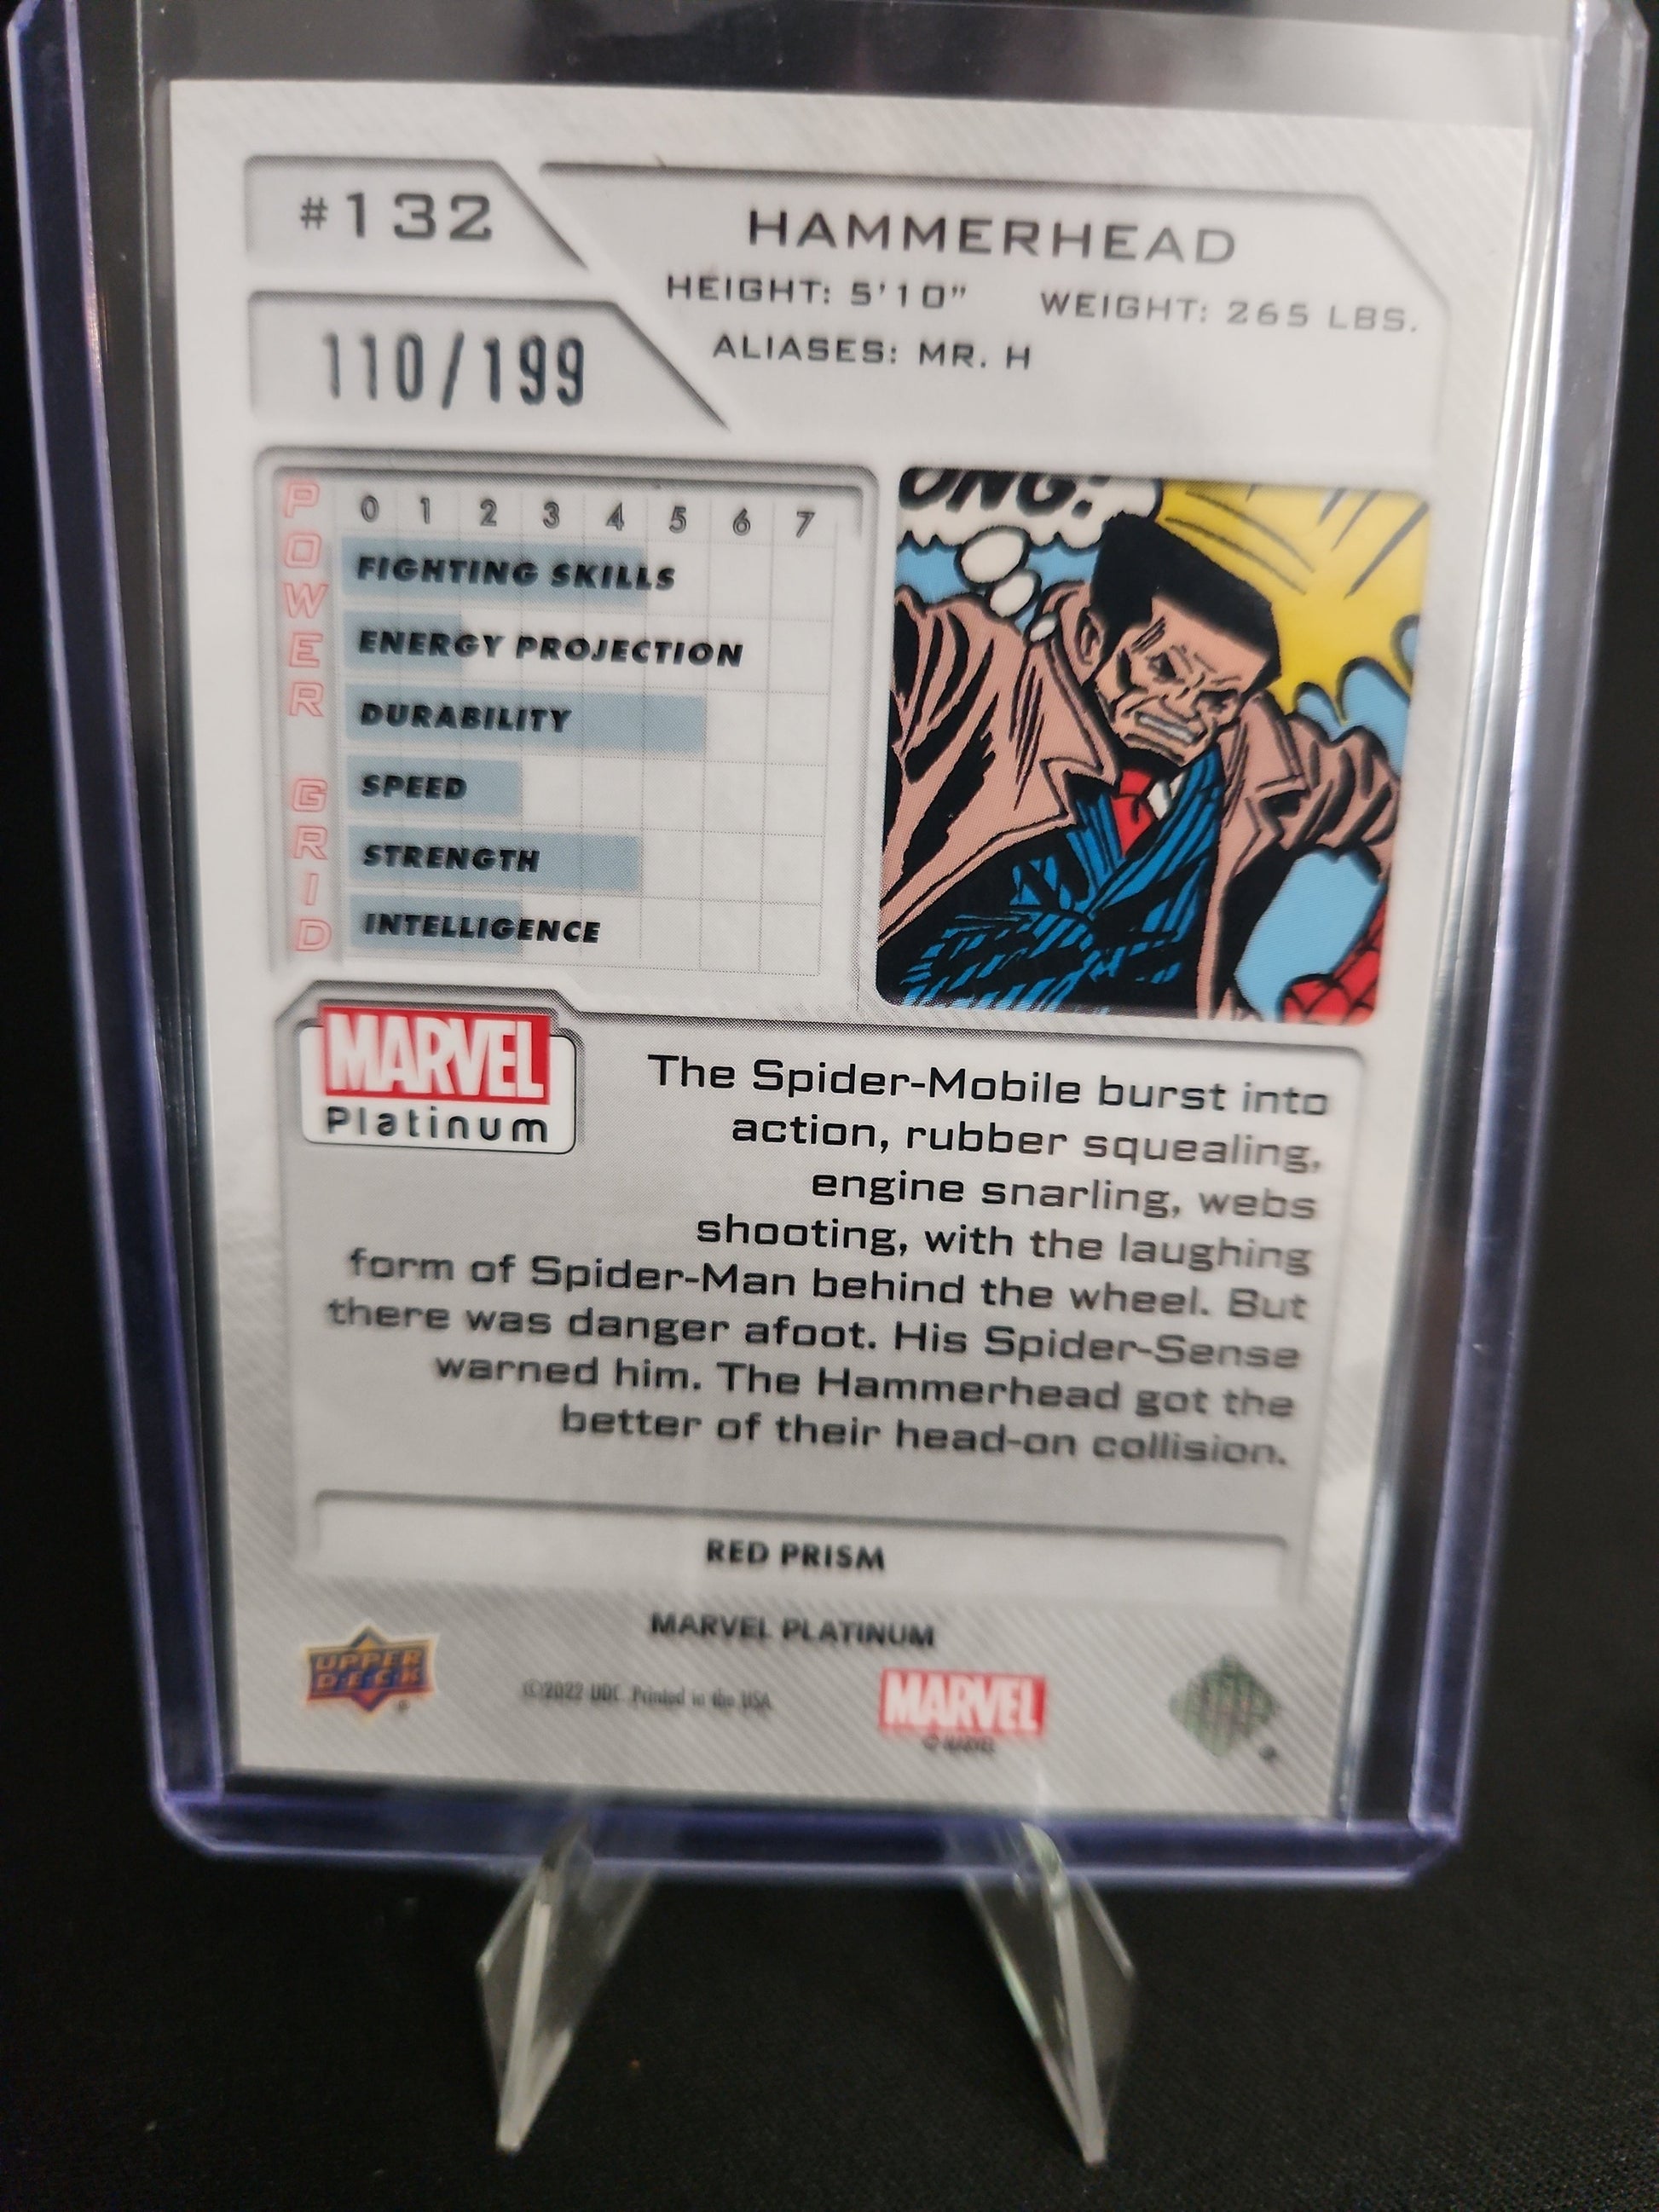 #132
HAMMERHEAD
HEIGHT: 5'10" WEIGHT: 265 LBS.
ALIASES: MR. H
110/199
POWER GRID
0 1 2 3 4 5 6 7
FIGHTING SKILLS
ENERGY PROJECTION
DURABILITY
SPEED
STRENGTH
INTELLIGENCE
ONG!
MARVEL
Platinum
The Spider-Mobile burst into
action, rubber squealing,
engine snarling, webs
shooting, with the laughing
form of Spider-Man behind the wheel. But
there was danger afoot. His Spider-Sense
warned him. The Hammerhead got the
better of their head-on collision.
RED PRISM
MARVEL PLATINUM
UPPER
DECK
©2022 UDC. Printed in the USA
MARVEL
© MARVEL